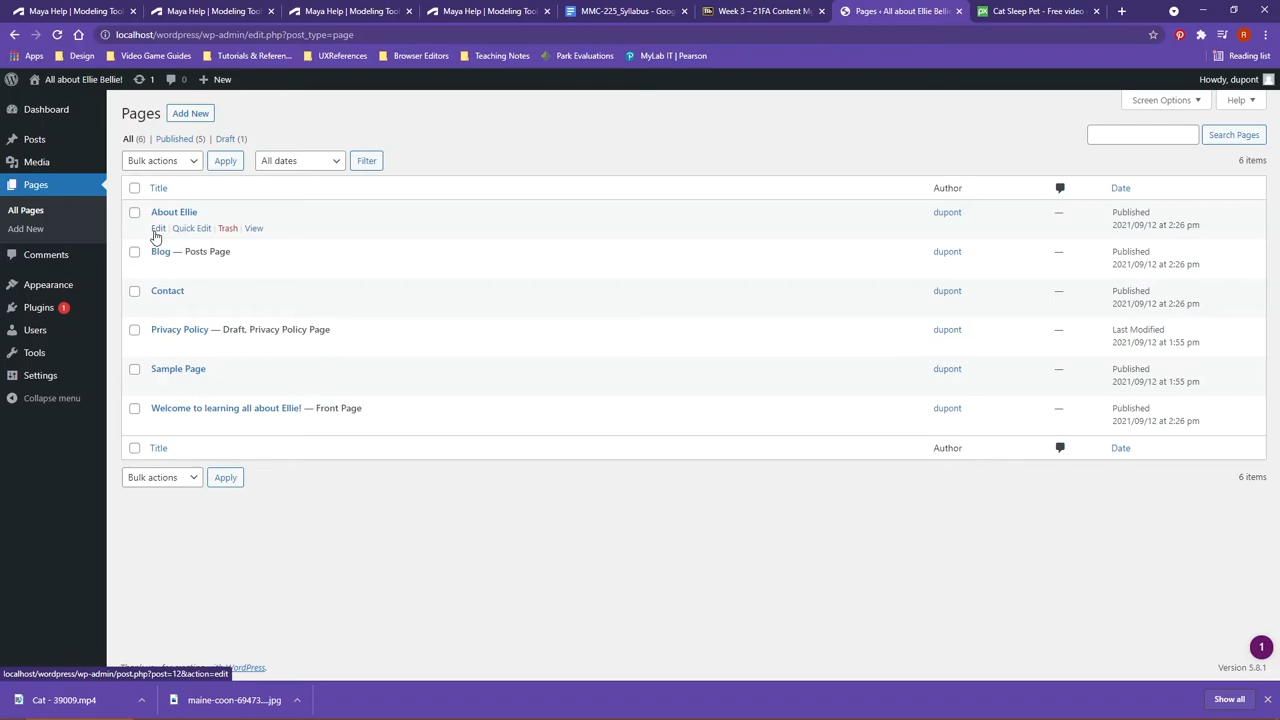 Maya Help | Modeling Tool
Maya Help | Modeling Tool
Maya Help | Modeling Tool
Maya Help | Modeling Tool
MMC-225_Syllabus - Goog
Week 3 – 21FA Content M
Pages ‹ All about Ellie Bellie
Cat Sleep Pet - Free video
localhost/wordpress/wp-admin/edit.php?post_type=page
Apps
Design
Video Game Guides
Tutorials & Referen...
UXReferences
Browser Editors
Teaching Notes
Park Evaluations
MyLab IT | Pearson
Reading list
All about Ellie Bellie!
1
0
New
Howdy, dupont
Dashboard
Posts
Media
Pages
All Pages
Add New
Comments
Appearance
Plugins 1
Users
Tools
Settings
Collapse menu
Pages Add New
Screen Options
Help
All (6) | Published (5) | Draft (1)
Search Pages
Bulk actions
Apply
All dates
Filter
6 items
Title Author Date
About Ellie dupont — Published
2021/09/12 at 2:26 pm
Edit | Quick Edit | Trash | View
Blog — Posts Page dupont — Published
2021/09/12 at 2:26 pm
Contact dupont — Published
2021/09/12 at 2:26 pm
Privacy Policy — Draft, Privacy Policy Page dupont — Last Modified
2021/09/12 at 1:55 pm
Sample Page dupont — Published
2021/09/12 at 1:55 pm
Welcome to learning all about Ellie! — Front Page dupont — Published
2021/09/12 at 2:26 pm
Title Author Date
Bulk actions
Apply
6 items
1
WordPress.
Version 5.8.1
localhost/wordpress/wp-admin/post.php?post=12&action=edit
Cat - 39009.mp4
maine-coon-69473....jpg
Show all